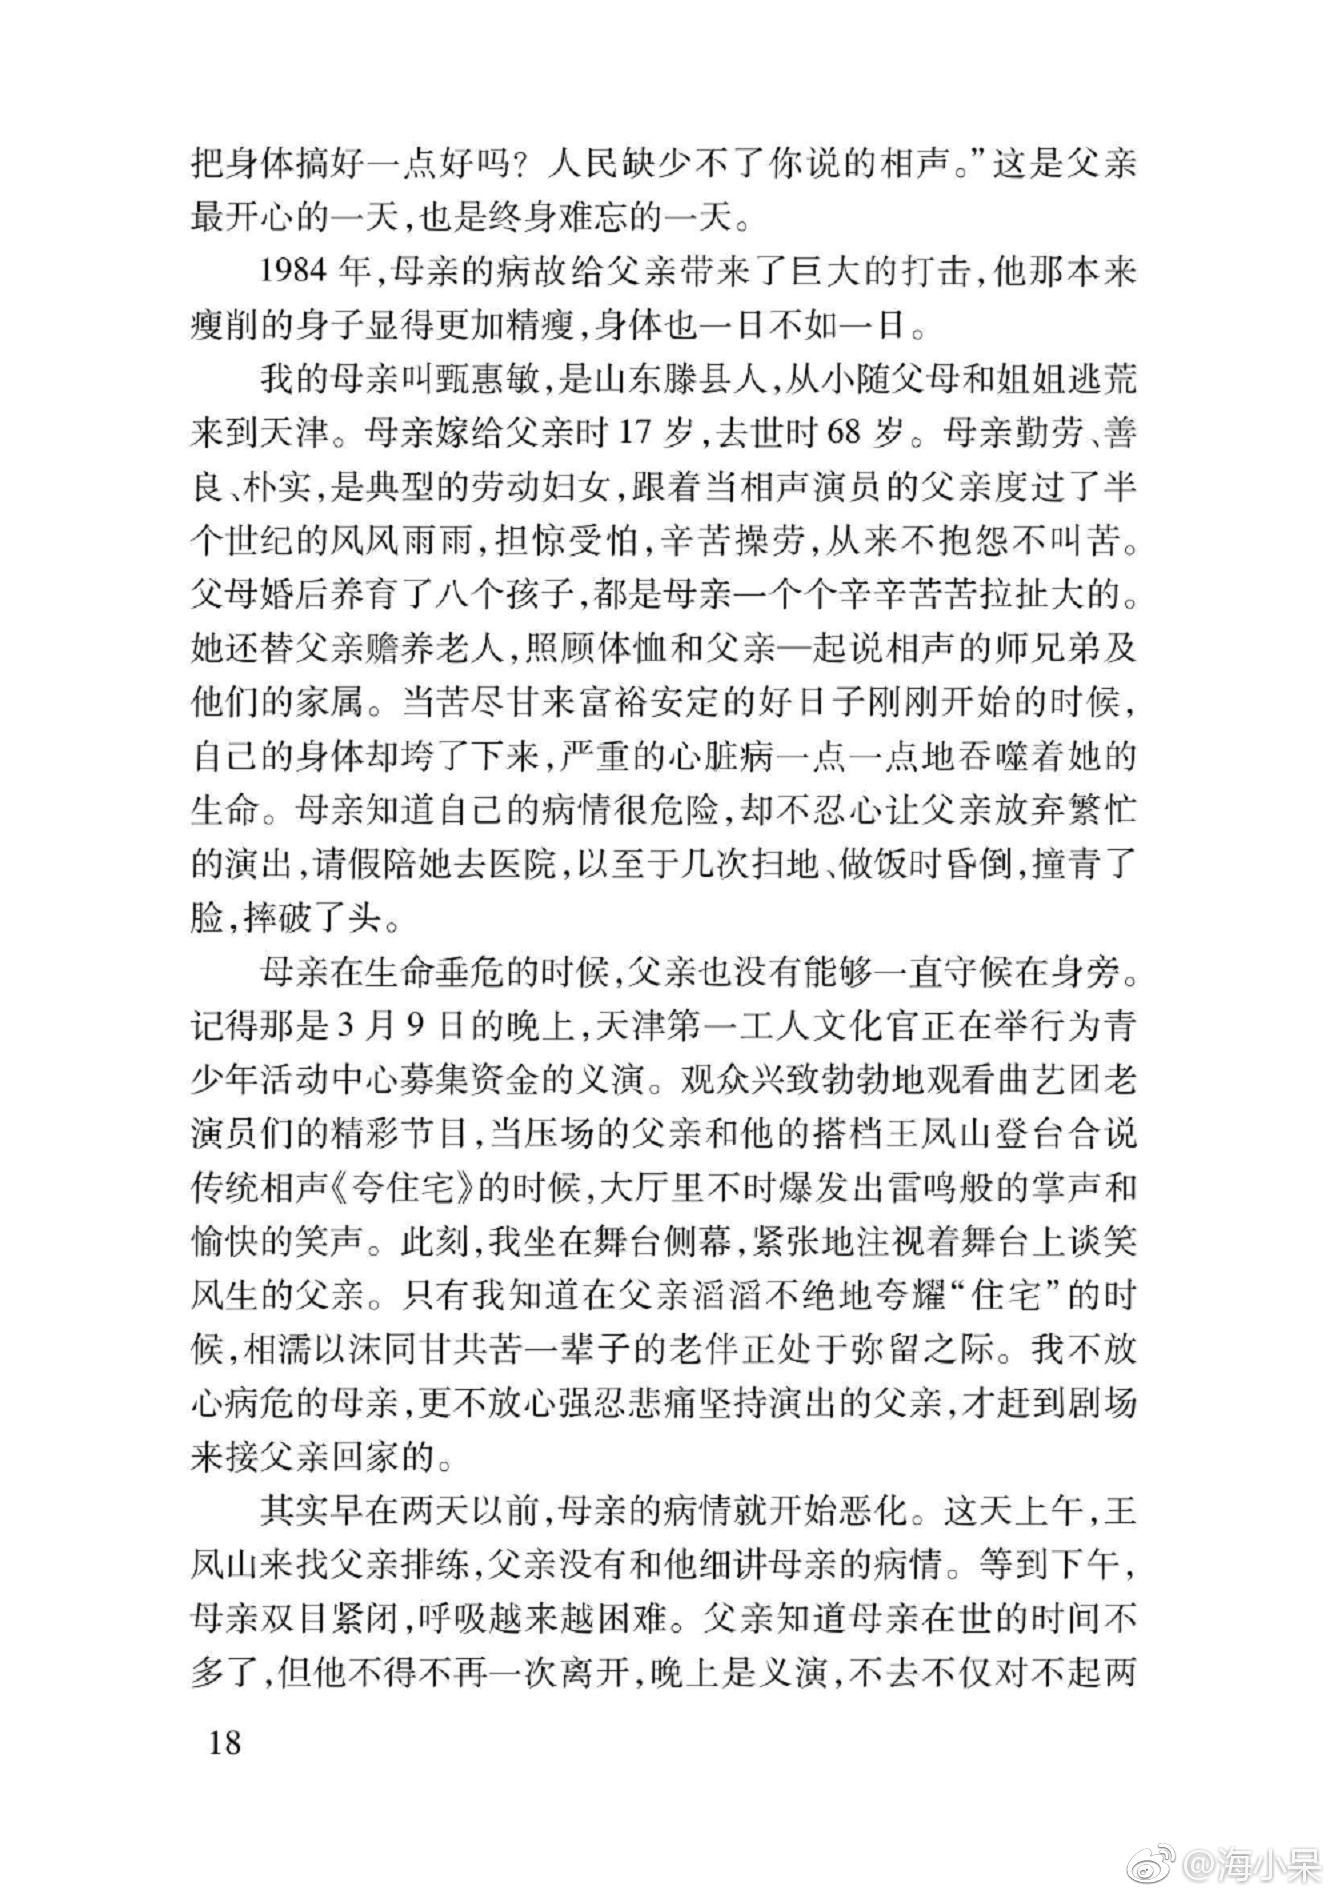 把身体搞好一点好吗？人民缺少不了你说的相声。”这是父亲
最开心的一天，也是终身难忘的一天。
1984 年，母亲的病故给父亲带来了巨大的打击，他那本来
瘦削的身子显得更加精瘦，身体也一日不如一日。
我的母亲叫甄惠敏，是山东滕县人，从小随父母和姐姐逃荒
来到天津。母亲嫁给父亲时 17 岁，去世时 68 岁。母亲勤劳、善
良、朴实，是典型的劳动妇女，跟着当相声演员的父亲度过了半
个世纪的风风雨雨，担惊受怕，辛苦操劳，从来不抱怨不叫苦。
父母婚后养育了八个孩子，都是母亲一个个辛辛苦苦拉扯大的。
她还替父亲赡养老人，照顾体恤和父亲一起说相声的师兄弟及
他们的家属。当苦尽甘来富裕安定的好日子刚刚开始的时候，
自己的身体却垮了下来，严重的心脏病一点一点地吞噬着她的
生命。母亲知道自己的病情很危险，却不忍心让父亲放弃繁忙
的演出，请假陪她去医院，以至于几次扫地、做饭时昏倒，撞青了
脸，摔破了头。
母亲在生命垂危的时候，父亲也没有能够一直守候在身旁。
记得那是 3 月 9 日的晚上，天津第一工人文化宫正在举行为青
少年活动中心募集资金的义演。观众兴致勃勃地观看曲艺团老
演员们的精彩节目，当压场的父亲和他的搭档王凤山登台合说
传统相声《夸住宅》的时候，大厅里不时爆发出雷鸣般的掌声和
愉快的笑声。此刻，我坐在舞台侧幕，紧张地注视着舞台上谈笑
风生的父亲。只有我知道在父亲滔滔不绝地夸耀“住宅”的时
候，相濡以沫同甘共苦一辈子的老伴正处于弥留之际。我不放
心病危的母亲，更不放心强忍悲痛坚持演出的父亲，才赶到剧场
来接父亲回家的。
其实早在两天以前，母亲的病情就开始恶化。这天上午，王
凤山来找父亲排练，父亲没有和他细讲母亲的病情。等到下午，
母亲双目紧闭，呼吸越来越困难。父亲知道母亲在世的时间不
多了，但他不得不再一次离开，晚上是义演，不去不仅对不起两
18
@海小呆